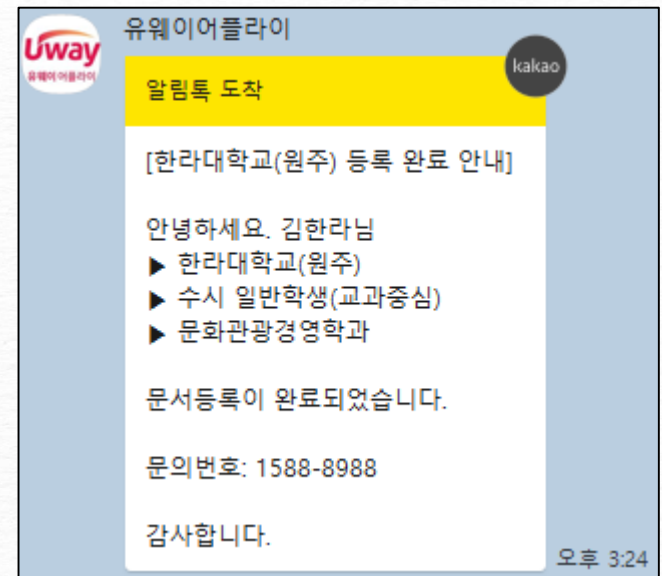 유웨이어플라이
Uway
유웨이어플라이
kakao
알림톡 도착
[한라대학교(원주) 등록 완료 안내]
안녕하세요. 김한라님
▶ 한라대학교(원주)
▶ 수시 일반학생(교과중심)
▶ 문화관광경영학과
문서등록이 완료되었습니다.
문의번호: 1588-8988
감사합니다.
오후 3:24